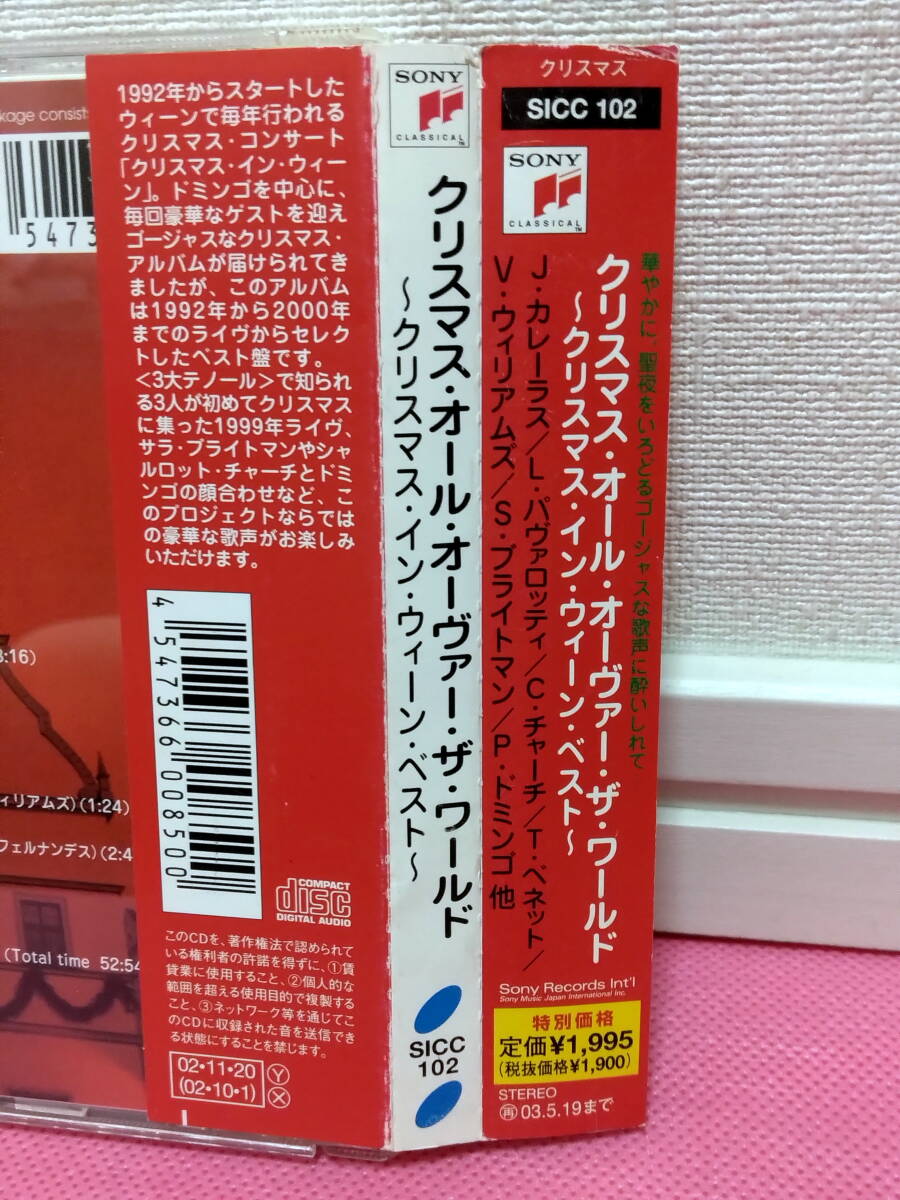 kage consists
5473
3:16)
ィリアムズ)(1:24)
フェルナンデス)(2:4
(Total time 52:54
1992年からスタートした
ウィーンで毎年行われる
クリスマス・コンサート
「クリスマス・イン・ウィー
ン」。ドミンゴを中心に、
毎回豪華なゲストを迎え
ゴージャスなクリスマス・
アルバムが届けられてき
ましたが、このアルバム
は1992年から2000年
までのライヴからセレク
トしたベスト盤です。
<3大テノール>で知られ
る3人が初めてクリスマス
に集った1999年ライヴ、
サラ・ブライトマンやシャ
ルロット・チャーチとドミ
ンゴの顔合わせなど、こ
のプロジェクトならでは
の豪華な歌声がお楽しみ
いただけます。
4547366008500
COMPACT
disc
DIGITAL AUDIO
このCDを、著作権法で認められて
いる権利者の許諾を得ずに、①賃
貸業に使用すること、②個人的な
範囲を超える使用目的で複製する
こと、③ネットワーク等を通じてこ
のCDに収録された音を送信でき
る状態にすることを禁じます。
02・11・20 Ⓨ
(02・10・1) Ⓧ
SONY
CLASSICAL™
クリスマス・オール・オーヴァー・ザ・ワールド
~クリスマス・イン・ウィーン・ベスト~
SICC
102
クリスマス
SICC 102
SONY
CLASSICAL™
華やかに、聖夜をいろどるゴージャスな歌声に酔いしれて
クリスマス・オール・オーヴァー・ザ・ワールド
~クリスマス・イン・ウィーン・ベスト~
J・カレーラス/L・パヴァロッティ/C・チャーチ/T・ベネット/
V・ウィリアムズ/S・ブライトマン/P・ドミンゴ 他
Sony Records Int'l
Sony Music Japan International Inc.
特別価格
定価¥1,995
(税抜価格¥1,900)
STEREO
㊢03.5.19まで